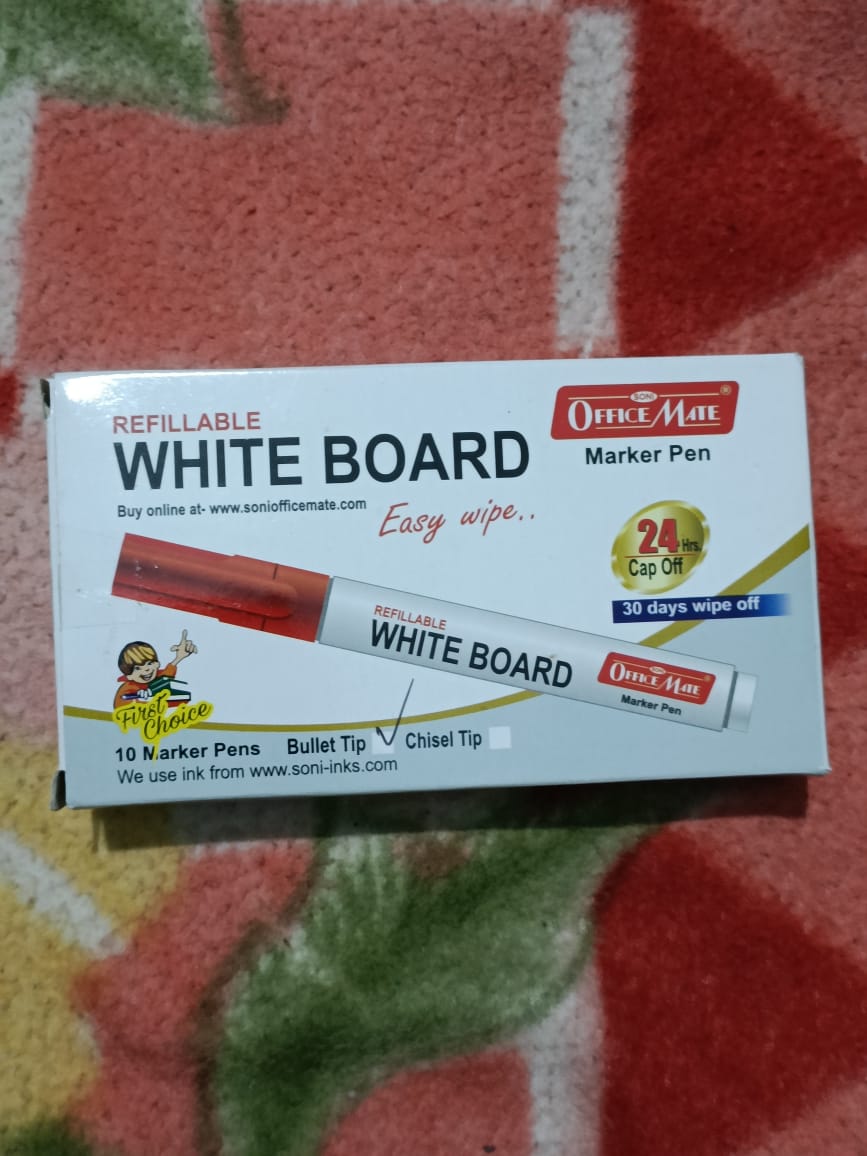 REFILLABLE
WHITE BOARD
Buy online at- www.soniofficemate.com
Easy wipe..
SONI
OFFICE MATE®
Marker Pen
24 Hrs.
Cap Off
30 days wipe off
REFILLABLE
WHITE BOARD
SONI
OFFICE MATE®
Marker Pen
First
Choice
10 Marker Pens Bullet Tip ✓ Chisel Tip
We use ink from www.soni-inks.com